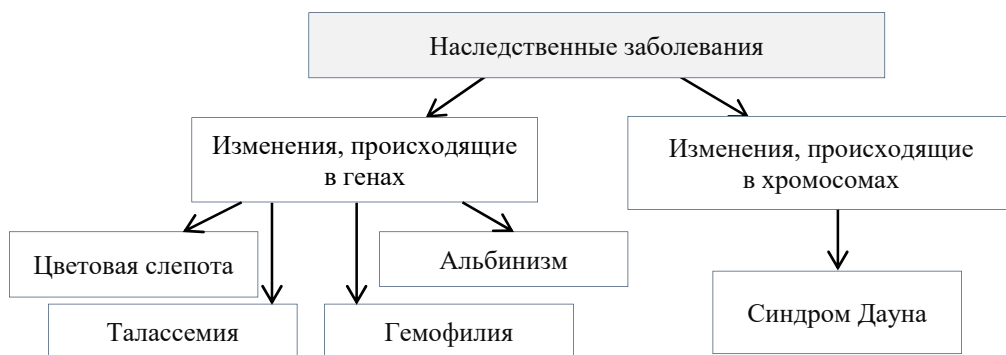 Наследственные заболевания
Изменения, происходящие
в генах
Изменения, происходящие
в хромосомах
Цветовая слепота
Альбинизм
Талассемия
Гемофилия
Синдром Дауна